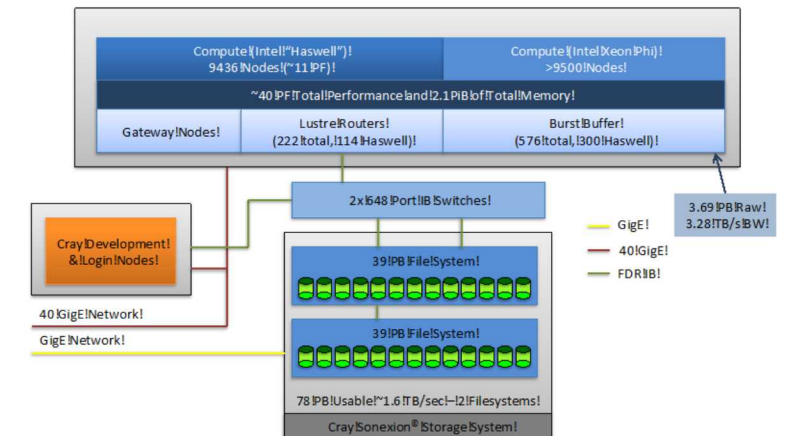 Compute!(Intel!“Haswell”)!
9436!Nodes!(~11!PF)!
Compute!(Intel!Xeon!Phi)!
>9500!Nodes!
~40!PF!Total!Performance!and!2.1PiB!of!Total!Memory!
Gateway!Nodes!
Lustre!Routers!
(222!total,!114!Haswell)!
Burst!Buffer!
(576!total,!300!Haswell)!
2x!648!Port!IB!Switches!
3.69!PB!Raw!
3.28!TB/s!BW!
Cray!Development!
&!Login!Nodes!
GigE!
40!GigE!
FDR!IB!
39!PB!File!System!
40!GigE!Network!
GigE!Network!
39!PB!File!System!
78!PB!Usable!~1.6!TB/sec!–!2!Filesystems!
Cray!Sonexion®!Storage!System!